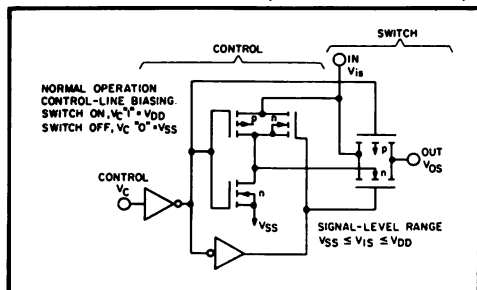 SWITCH
CONTROL
IN
Vis
NORMAL OPERATION
CONTROL-LINE BIASING.
SWITCH ON, VC "1" = VDD
SWITCH OFF, VC "0" = VSS
p
n
p
n
OUT
VOS
CONTROL
VC
n
VSS
SIGNAL-LEVEL RANGE
VSS ≤ VIS ≤ VDD